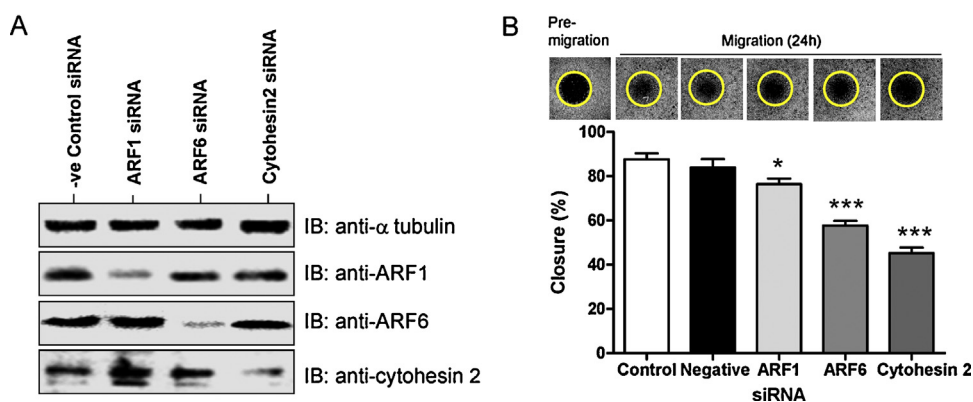 A
-ve Control siRNA
ARF1 siRNA
ARF6 siRNA
Cytohesin2 siRNA
IB: anti-α tubulin
IB: anti-ARF1
IB: anti-ARF6
IB: anti-cytohesin 2
B
Pre-
migration
Migration (24h)
Closure (%)
100
80
60
40
20
0
*
***
***
Control
Negative
ARF1
ARF6
Cytohesin 2
siRNA